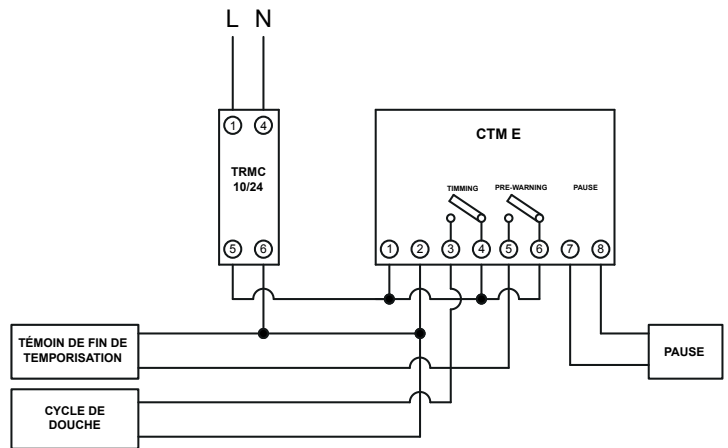 L N
1 4
TRMC
10/24
5 6
CTM E
TIMMING PRE-WARNING PAUSE
1 2 3 4 5 6 7 8
TÉMOIN DE FIN DE
TEMPORISATION
PAUSE
CYCLE DE
DOUCHE